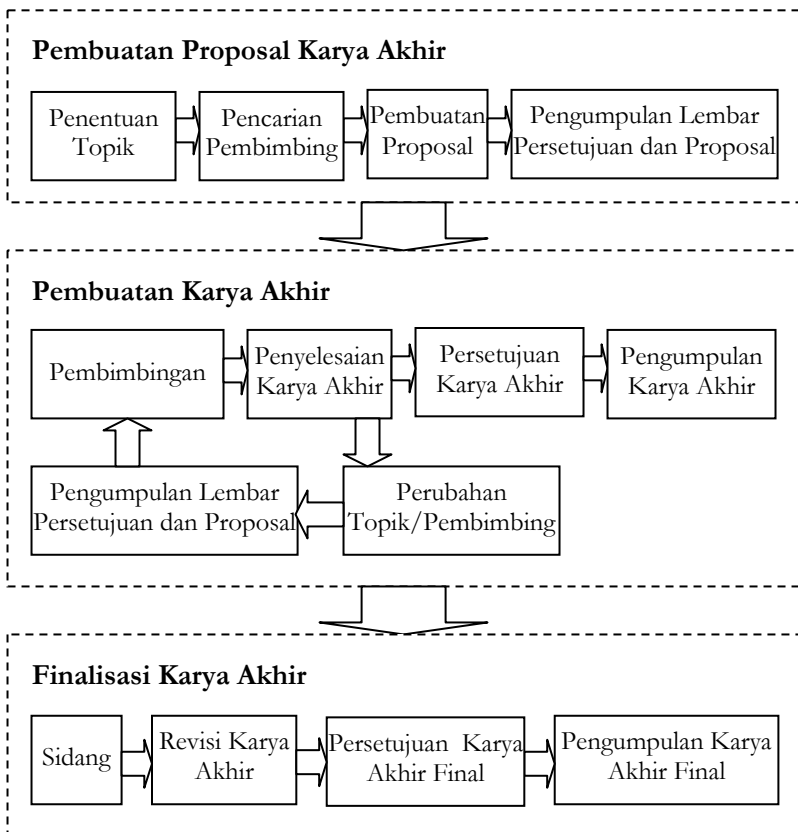 Pembuatan Proposal Karya Akhir
Penentuan
Topik
Pencarian
Pembimbing
Pembuatan
Proposal
Pengumpulan Lembar
Persetujuan dan Proposal
Pembuatan Karya Akhir
Pembimbingan
Penyelesaian
Karya Akhir
Persetujuan
Karya Akhir
Pengumpulan
Karya Akhir
Pengumpulan Lembar
Persetujuan dan Proposal
Perubahan
Topik/Pembimbing
Finalisasi Karya Akhir
Sidang
Revisi Karya
Akhir
Persetujuan Karya
Akhir Final
Pengumpulan Karya
Akhir Final